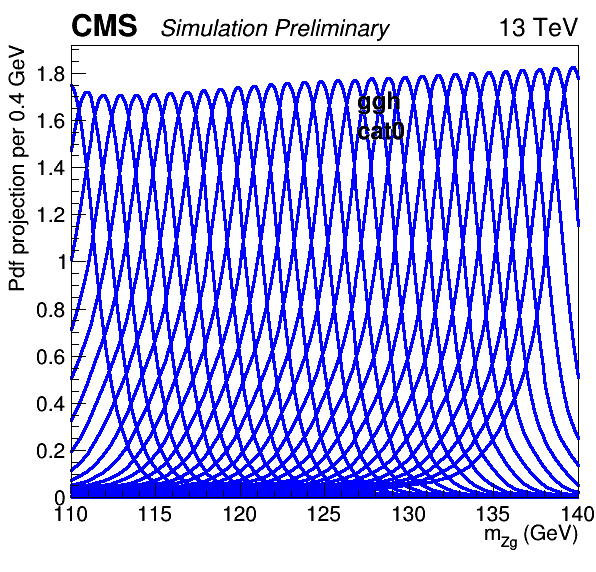 CMS Simulation Preliminary 13 TeV
Pdf projection per 0.4 GeV
1.8
1.6
1.4
1.2
1
0.8
0.6
0.4
0.2
0
ggh
cat0
110 115 120 125 130 135 140
m_Zg (GeV)